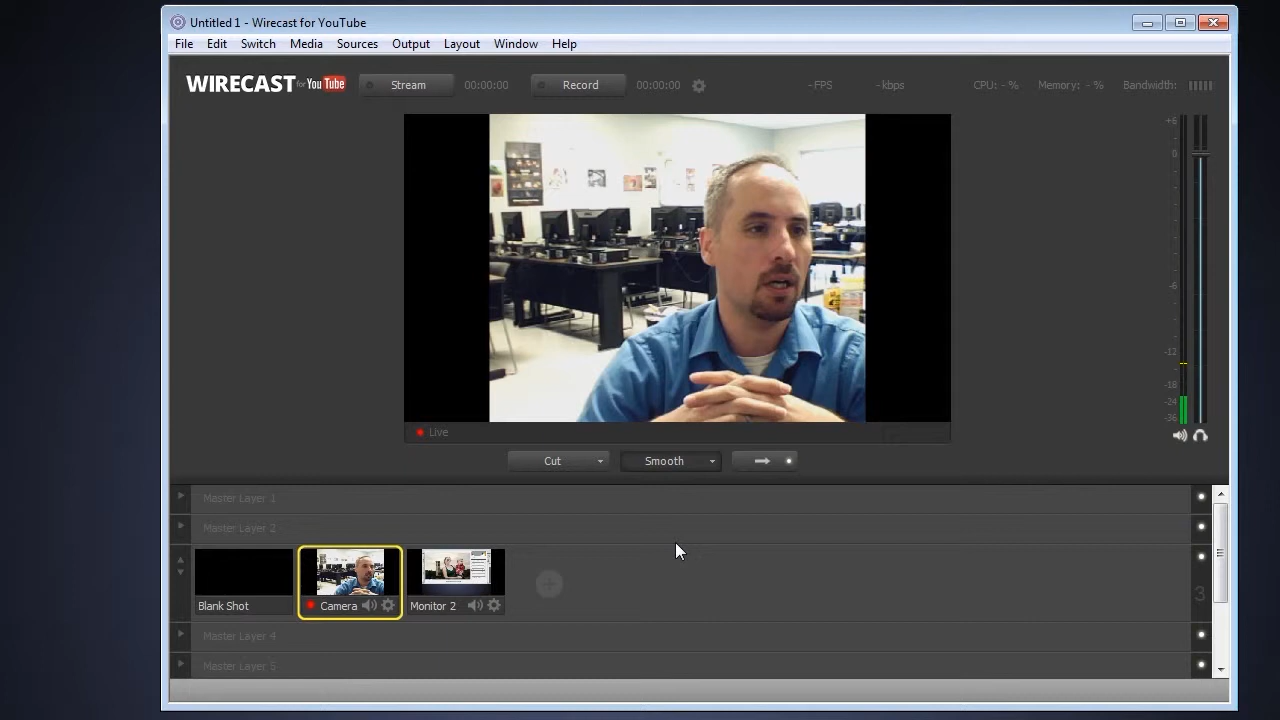 Untitled 1 - Wirecast for YouTube
File Edit Switch Media Sources Output Layout Window Help
WIRECAST for YouTube Stream 00:00:00 Record 00:00:00 -FPS -kbps CPU: - % Memory: - % Bandwidth:
+6
0
-6
-12
-18
-24
-36
Live
Cut Smooth
Master Layer 1
Master Layer 2
Blank Shot Camera Monitor 2
3
Master Layer 4
Master Layer 5